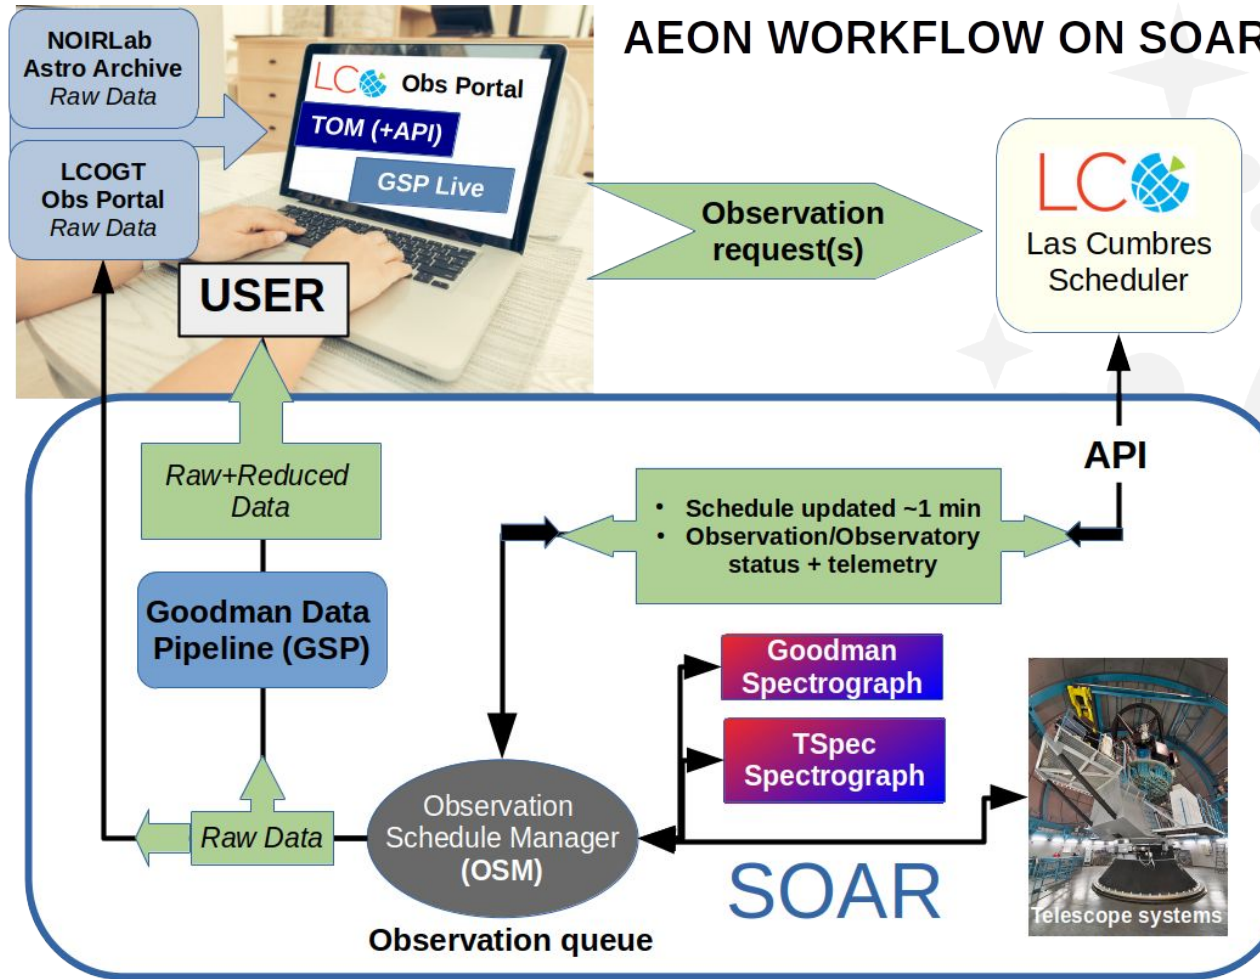 AEON WORKFLOW ON SOAR
NOIRLab
Astro Archive
Raw Data
LCOGT
Obs Portal
Raw Data
LCO Obs Portal
TOM (+API)
GSP Live
USER
Observation
request(s)
LCO
Las Cumbres
Scheduler
API
• Schedule updated ~1 min
• Observation/Observatory
status + telemetry
Raw+Reduced
Data
Goodman Data
Pipeline (GSP)
Raw Data
Observation
Schedule Manager
(OSM)
Observation queue
Goodman
Spectrograph
TSpec
Spectrograph
SOAR
Telescope systems